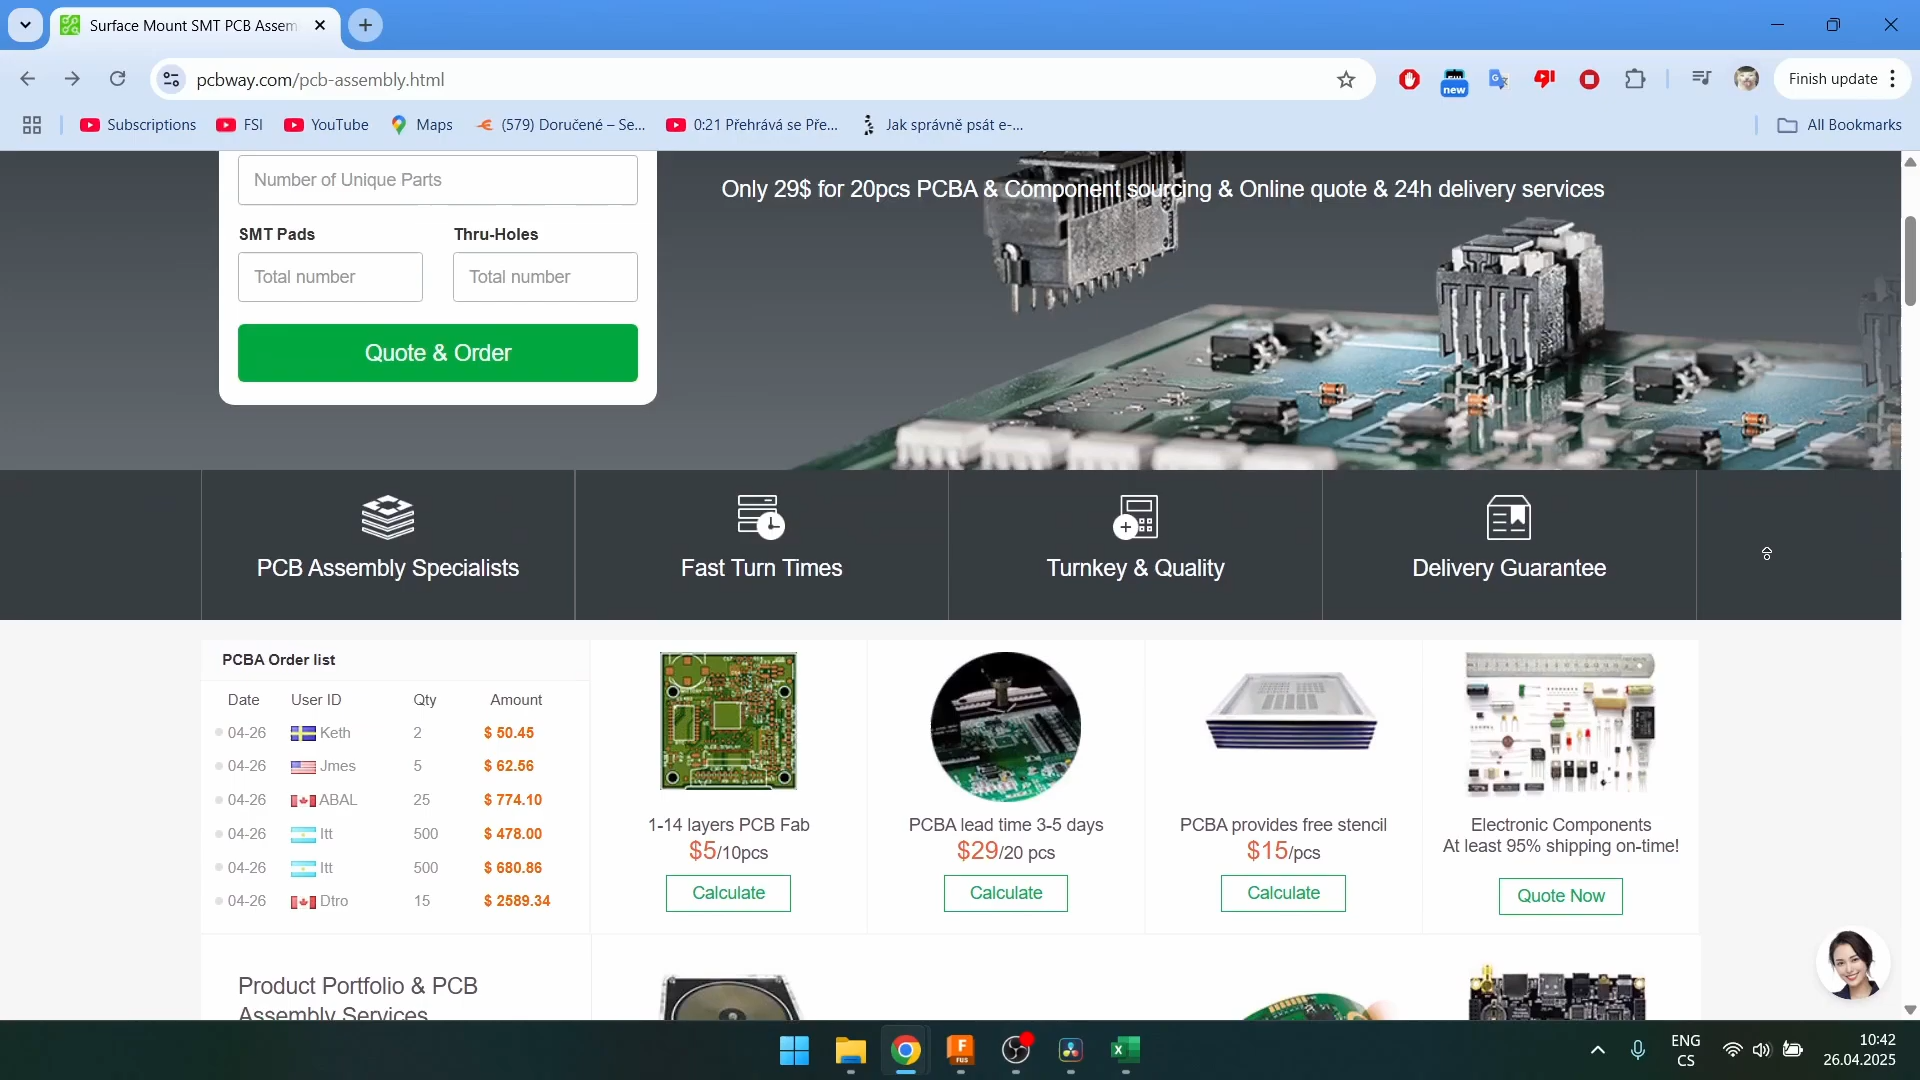 Surface Mount SMT PCB Assem
pcbway.com/pcb-assembly.html
new
Finish update
Subscriptions
FSI
YouTube
Maps
(579) Doručené – Se...
0:21 Přehrává se Pře...
Jak správně psát e-...
All Bookmarks
Number of Unique Parts
SMT Pads
Thru-Holes
Total number
Total number
Quote & Order
Only 29$ for 20pcs PCBA & Component sourcing & Online quote & 24h delivery services
PCB Assembly Specialists
Fast Turn Times
Turnkey & Quality
Delivery Guarantee
PCBA Order list
Date User ID Qty Amount
04-26 Keth 2 $ 50.45
04-26 Jmes 5 $ 62.56
04-26 ABAL 25 $ 774.10
04-26 Itt 500 $ 478.00
04-26 Itt 500 $ 680.86
04-26 Dtro 15 $ 2589.34
1-14 layers PCB Fab
$5/10pcs
Calculate
PCBA lead time 3-5 days
$29/20 pcs
Calculate
PCBA provides free stencil
$15/pcs
Calculate
Electronic Components
At least 95% shipping on-time!
Quote Now
Product Portfolio & PCB
Assembly Services
ENG
CS
10:42
26.04.2025